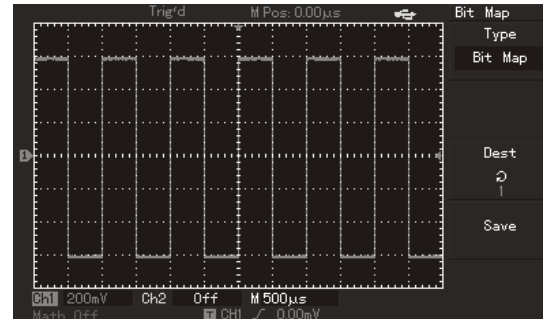 Trig'd M Pos: 0.00μs Bit Map
Type
Bit Map
1
Dest
1
Save
Ch1 200mV Ch2 Off M 500μs
Math Off T CH1 0.00mV